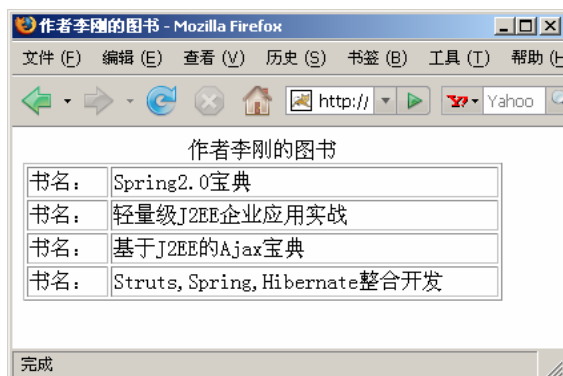 作者李刚的图书 - Mozilla Firefox
文件 (F) 编辑 (E) 查看 (V) 历史 (S) 书签 (B) 工具 (T) 帮助 (H
http:// Yahoo
作者李刚的图书
书名： Spring2.0宝典
书名： 轻量级J2EE企业应用实战
书名： 基于J2EE的Ajax宝典
书名： Struts,Spring,Hibernate整合开发
完成